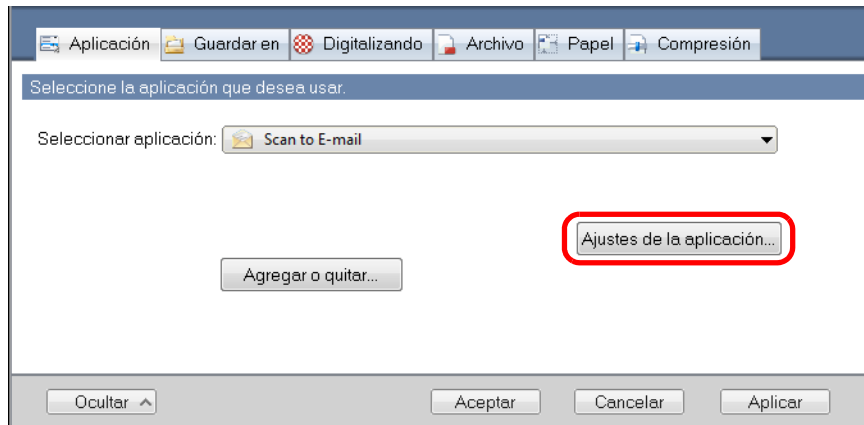 Aplicación Guardar en Digitalizando Archivo Papel Compresión
Seleccione la aplicación que desea usar.
Seleccionar aplicación: Scan to E-mail
Ajustes de la aplicación...
Agregar o quitar...
Ocultar Aceptar Cancelar Aplicar